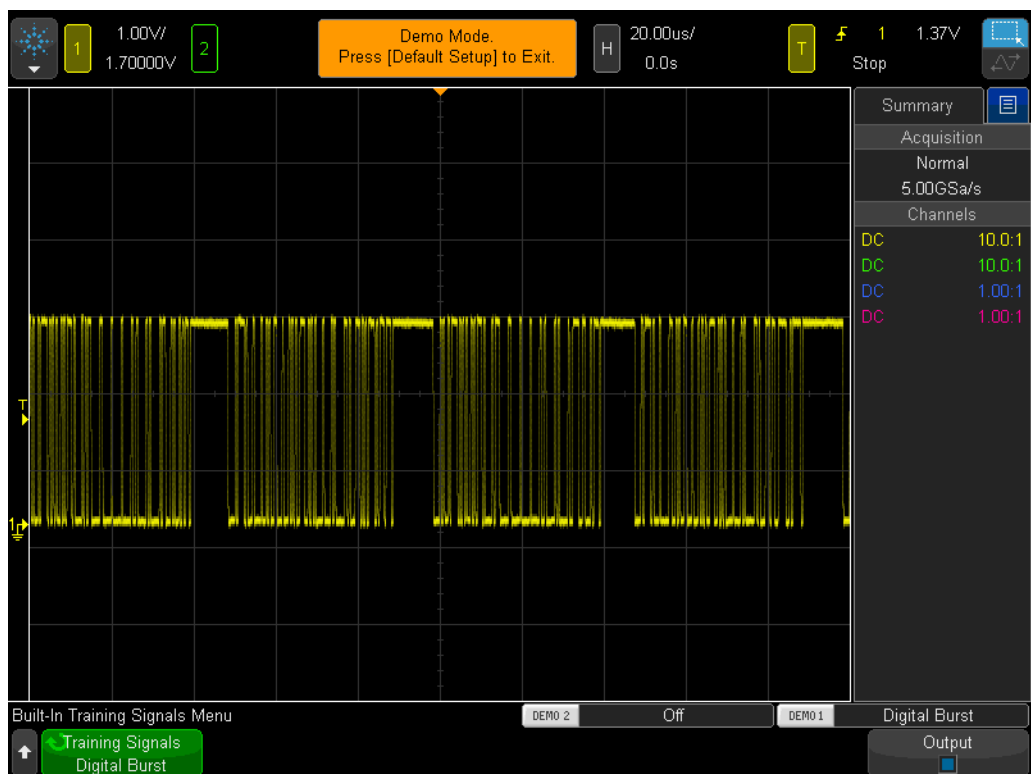 1
1.00V/
1.70000V
2
Demo Mode.
Press [Default Setup] to Exit.
H
20.00us/
0.0s
T
1
1.37V
Stop
Summary
Acquisition
Normal
5.00GSa/s
Channels
DC 10.0:1
DC 10.0:1
DC 1.00:1
DC 1.00:1
T
1
Built-In Training Signals Menu
DEMO 2
Off
DEMO 1
Digital Burst
Training Signals
Digital Burst
Output